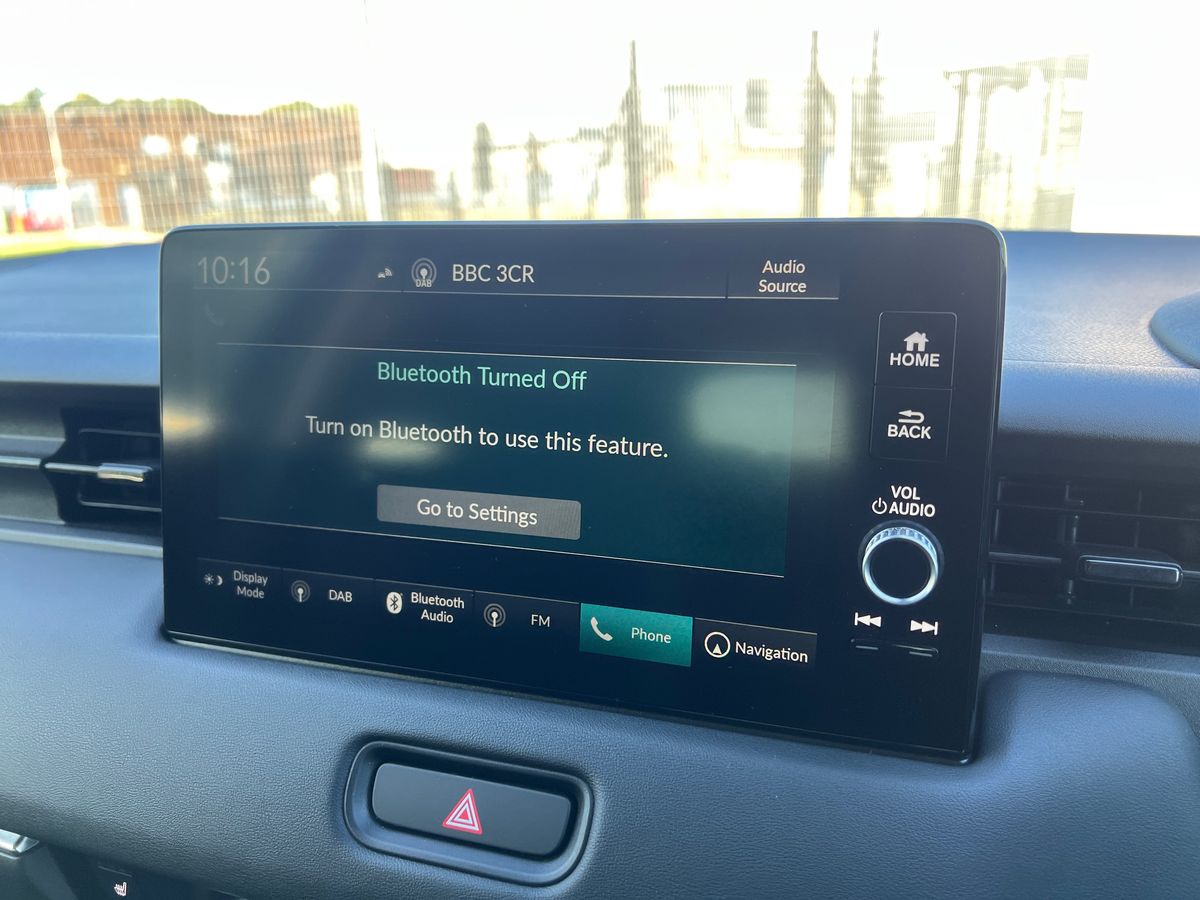 10:16
DAB
BBC 3CR
Audio
Source
HOME
Bluetooth Turned Off
Turn on Bluetooth to use this feature.
BACK
Go to Settings
VOL
AUDIO
Display
Mode
DAB
Bluetooth
Audio
FM
Phone
Navigation